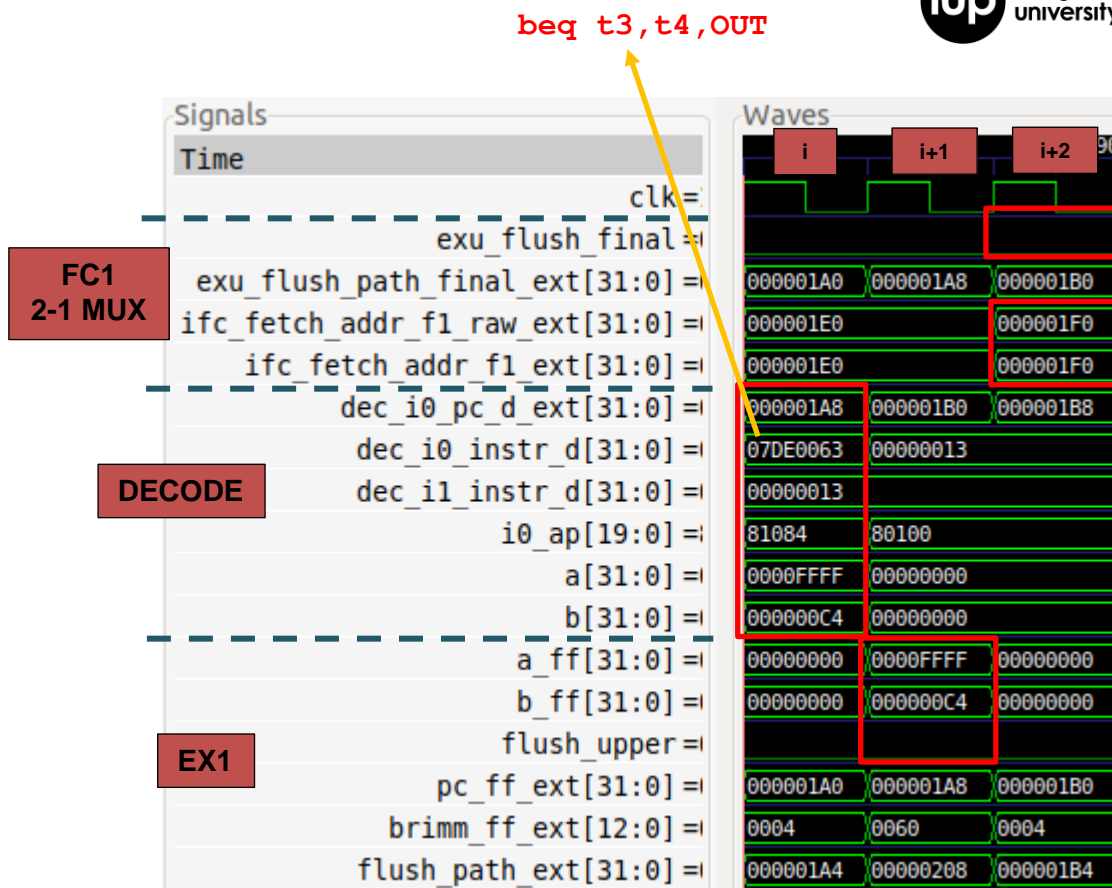 iup
university
beq t3,t4,OUT
Signals
Waves
Time
i
i+1
i+2
clk=
exu_flush_final=
FC1
2-1 MUX
exu_flush_path_final_ext[31:0]= 000001A0 000001A8 000001B0
ifc_fetch_addr_f1_raw_ext[31:0]= 000001E0 000001F0
ifc_fetch_addr_f1_ext[31:0]= 000001E0 000001F0
dec_i0_pc_d_ext[31:0]= 000001A8 000001B0 000001B8
dec_i0_instr_d[31:0]= 07DE0063 00000013
DECODE
dec_i1_instr_d[31:0]= 00000013
i0_ap[19:0]= 81084 80100
a[31:0]= 0000FFFF 00000000
b[31:0]= 000000C4 00000000
a_ff[31:0]= 00000000 0000FFFF 00000000
b_ff[31:0]= 00000000 000000C4 00000000
EX1
flush_upper=
pc_ff_ext[31:0]= 000001A0 000001A8 000001B0
brimm_ff_ext[12:0]= 0004 0060 0004
flush_path_ext[31:0]= 000001A4 00000208 000001B4